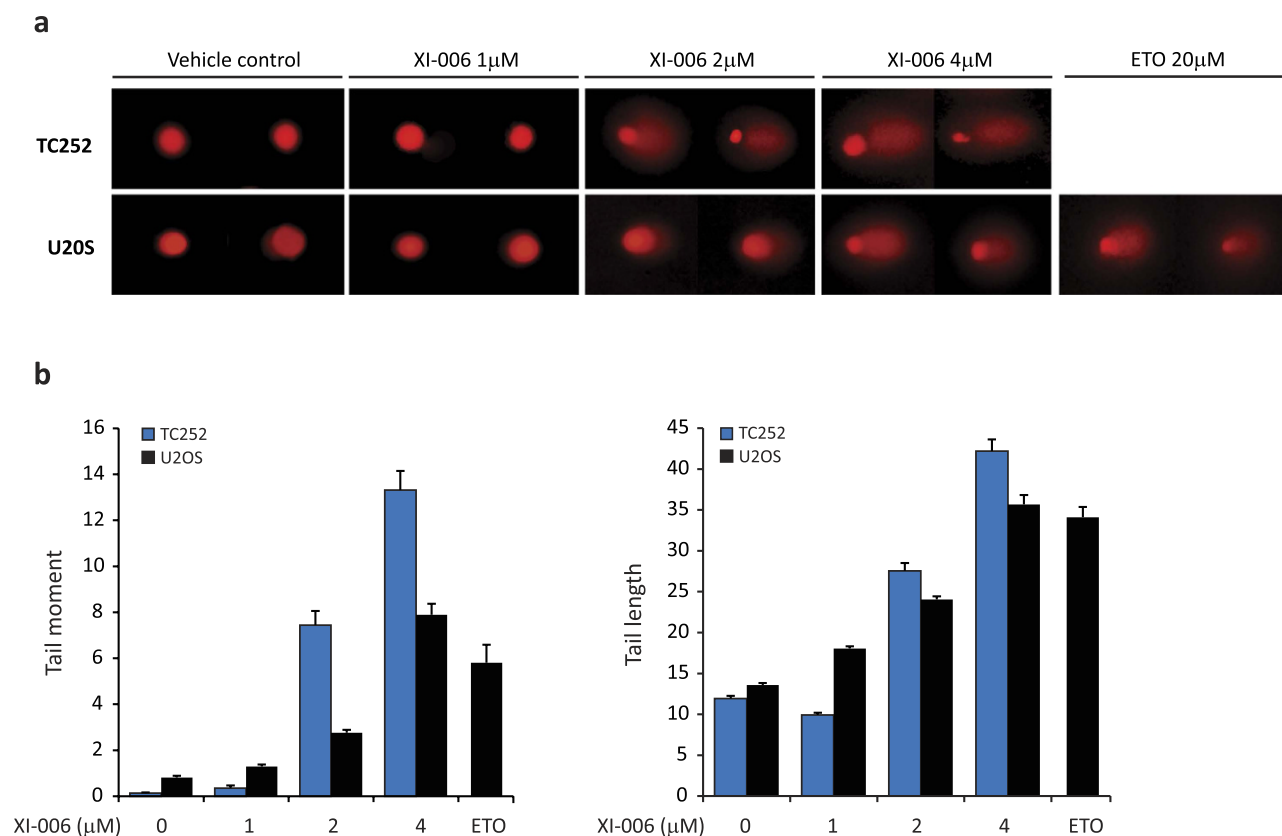 a
Vehicle control XI-006 1μM XI-006 2μM XI-006 4μM ETO 20μM
TC252
U20S
b
16
14
12
10
8
6
4
2
0
Tail moment
TC252
U2OS
XI-006 (μM) 0 1 2 4 ETO
45
40
35
30
25
20
15
10
5
0
Tail length
TC252
U2OS
XI-006 (μM) 0 1 2 4 ETO